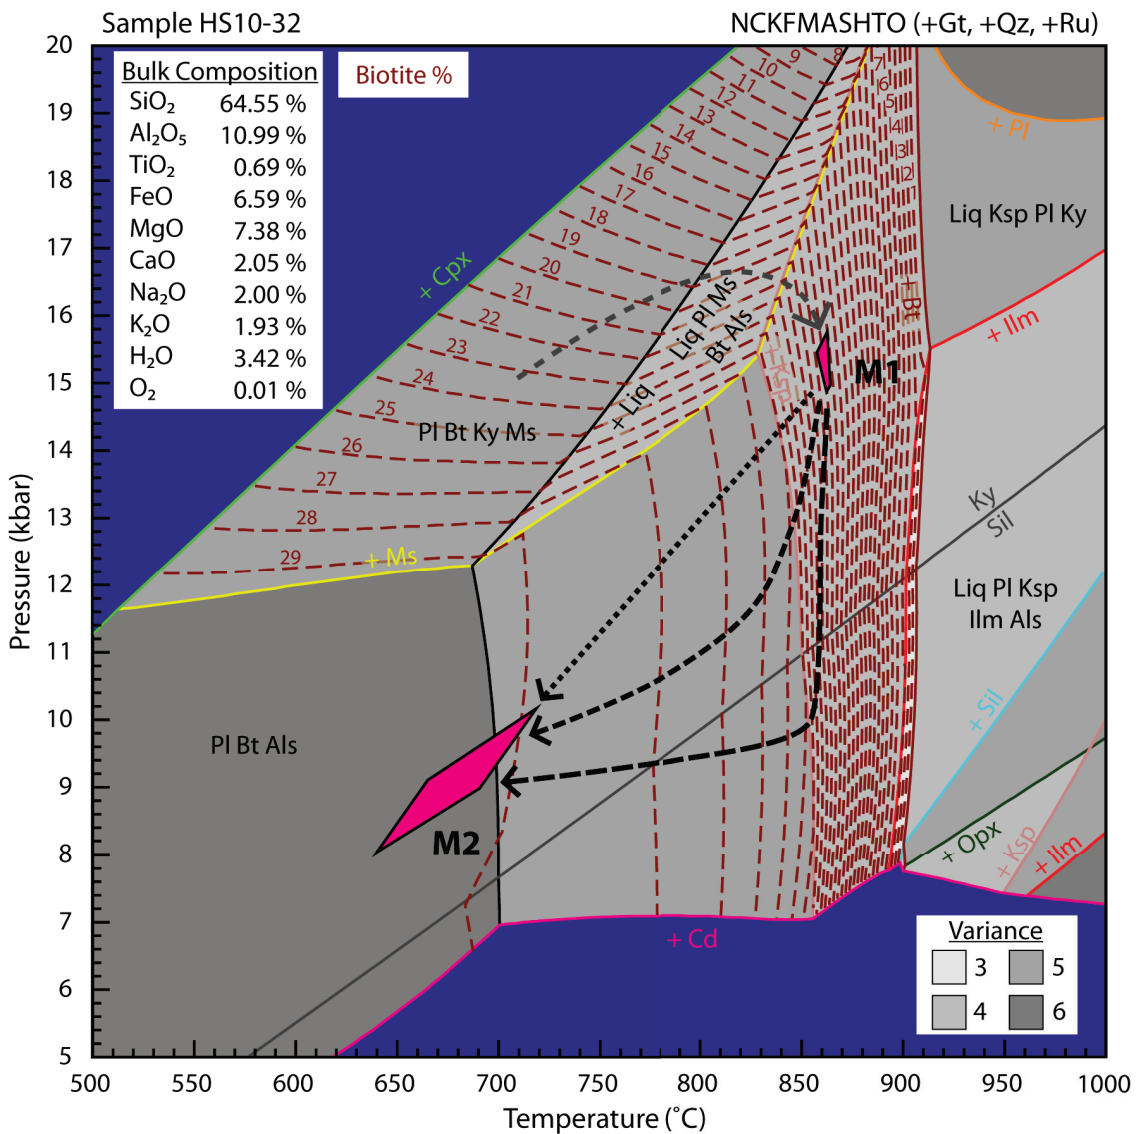 Sample HS10-32
NCKFMASHTO (+Gt, +Qz, +Ru)
Bulk Composition
SiO₂ 64.55 %
Al₂O₅ 10.99 %
TiO₂ 0.69 %
FeO 6.59 %
MgO 7.38 %
CaO 2.05 %
Na₂O 2.00 %
K₂O 1.93 %
H₂O 3.42 %
O₂ 0.01 %
Biotite %
8
9
10
11
12
13
14
15
16
17
18
19
20
21
22
23
24
25
26
27
28
29
7
6
5
4
3
2
1
+ Pl
Liq Ksp Pl Ky
+ Cpx
+ Ilm
+ Bt
Liq Pl Ms
Bt Als
+ Ksp
M1
+ Liq
Pl Bt Ky Ms
+ Ms
Ky
Sil
Liq Pl Ksp
Ilm Als
+ Sil
Pl Bt Als
M2
+ Opx
+ Ksp
+ Ilm
+ Cd
Variance
3
5
4
6
Pressure (kbar)
20
19
18
17
16
15
14
13
12
11
10
9
8
7
6
5
500
550
600
650
700
750
800
850
900
950
1000
Temperature (˚C)